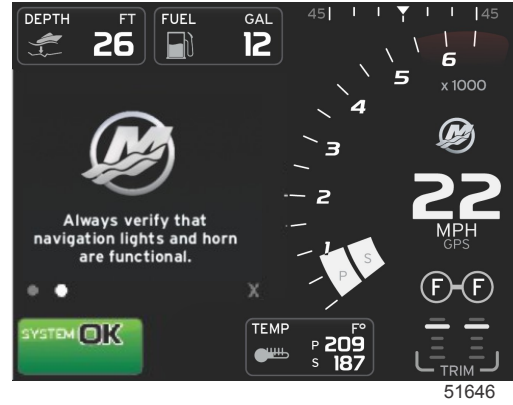 DEPTH FT
26
FUEL GAL
12
45 45
6
5
4
3
2
1
x 1000
P S
22
MPH
GPS
Always verify that
navigation lights and horn
are functional.
X
F F
SYSTEM OK
TEMP F°
P 209
S 187
TRIM
51646